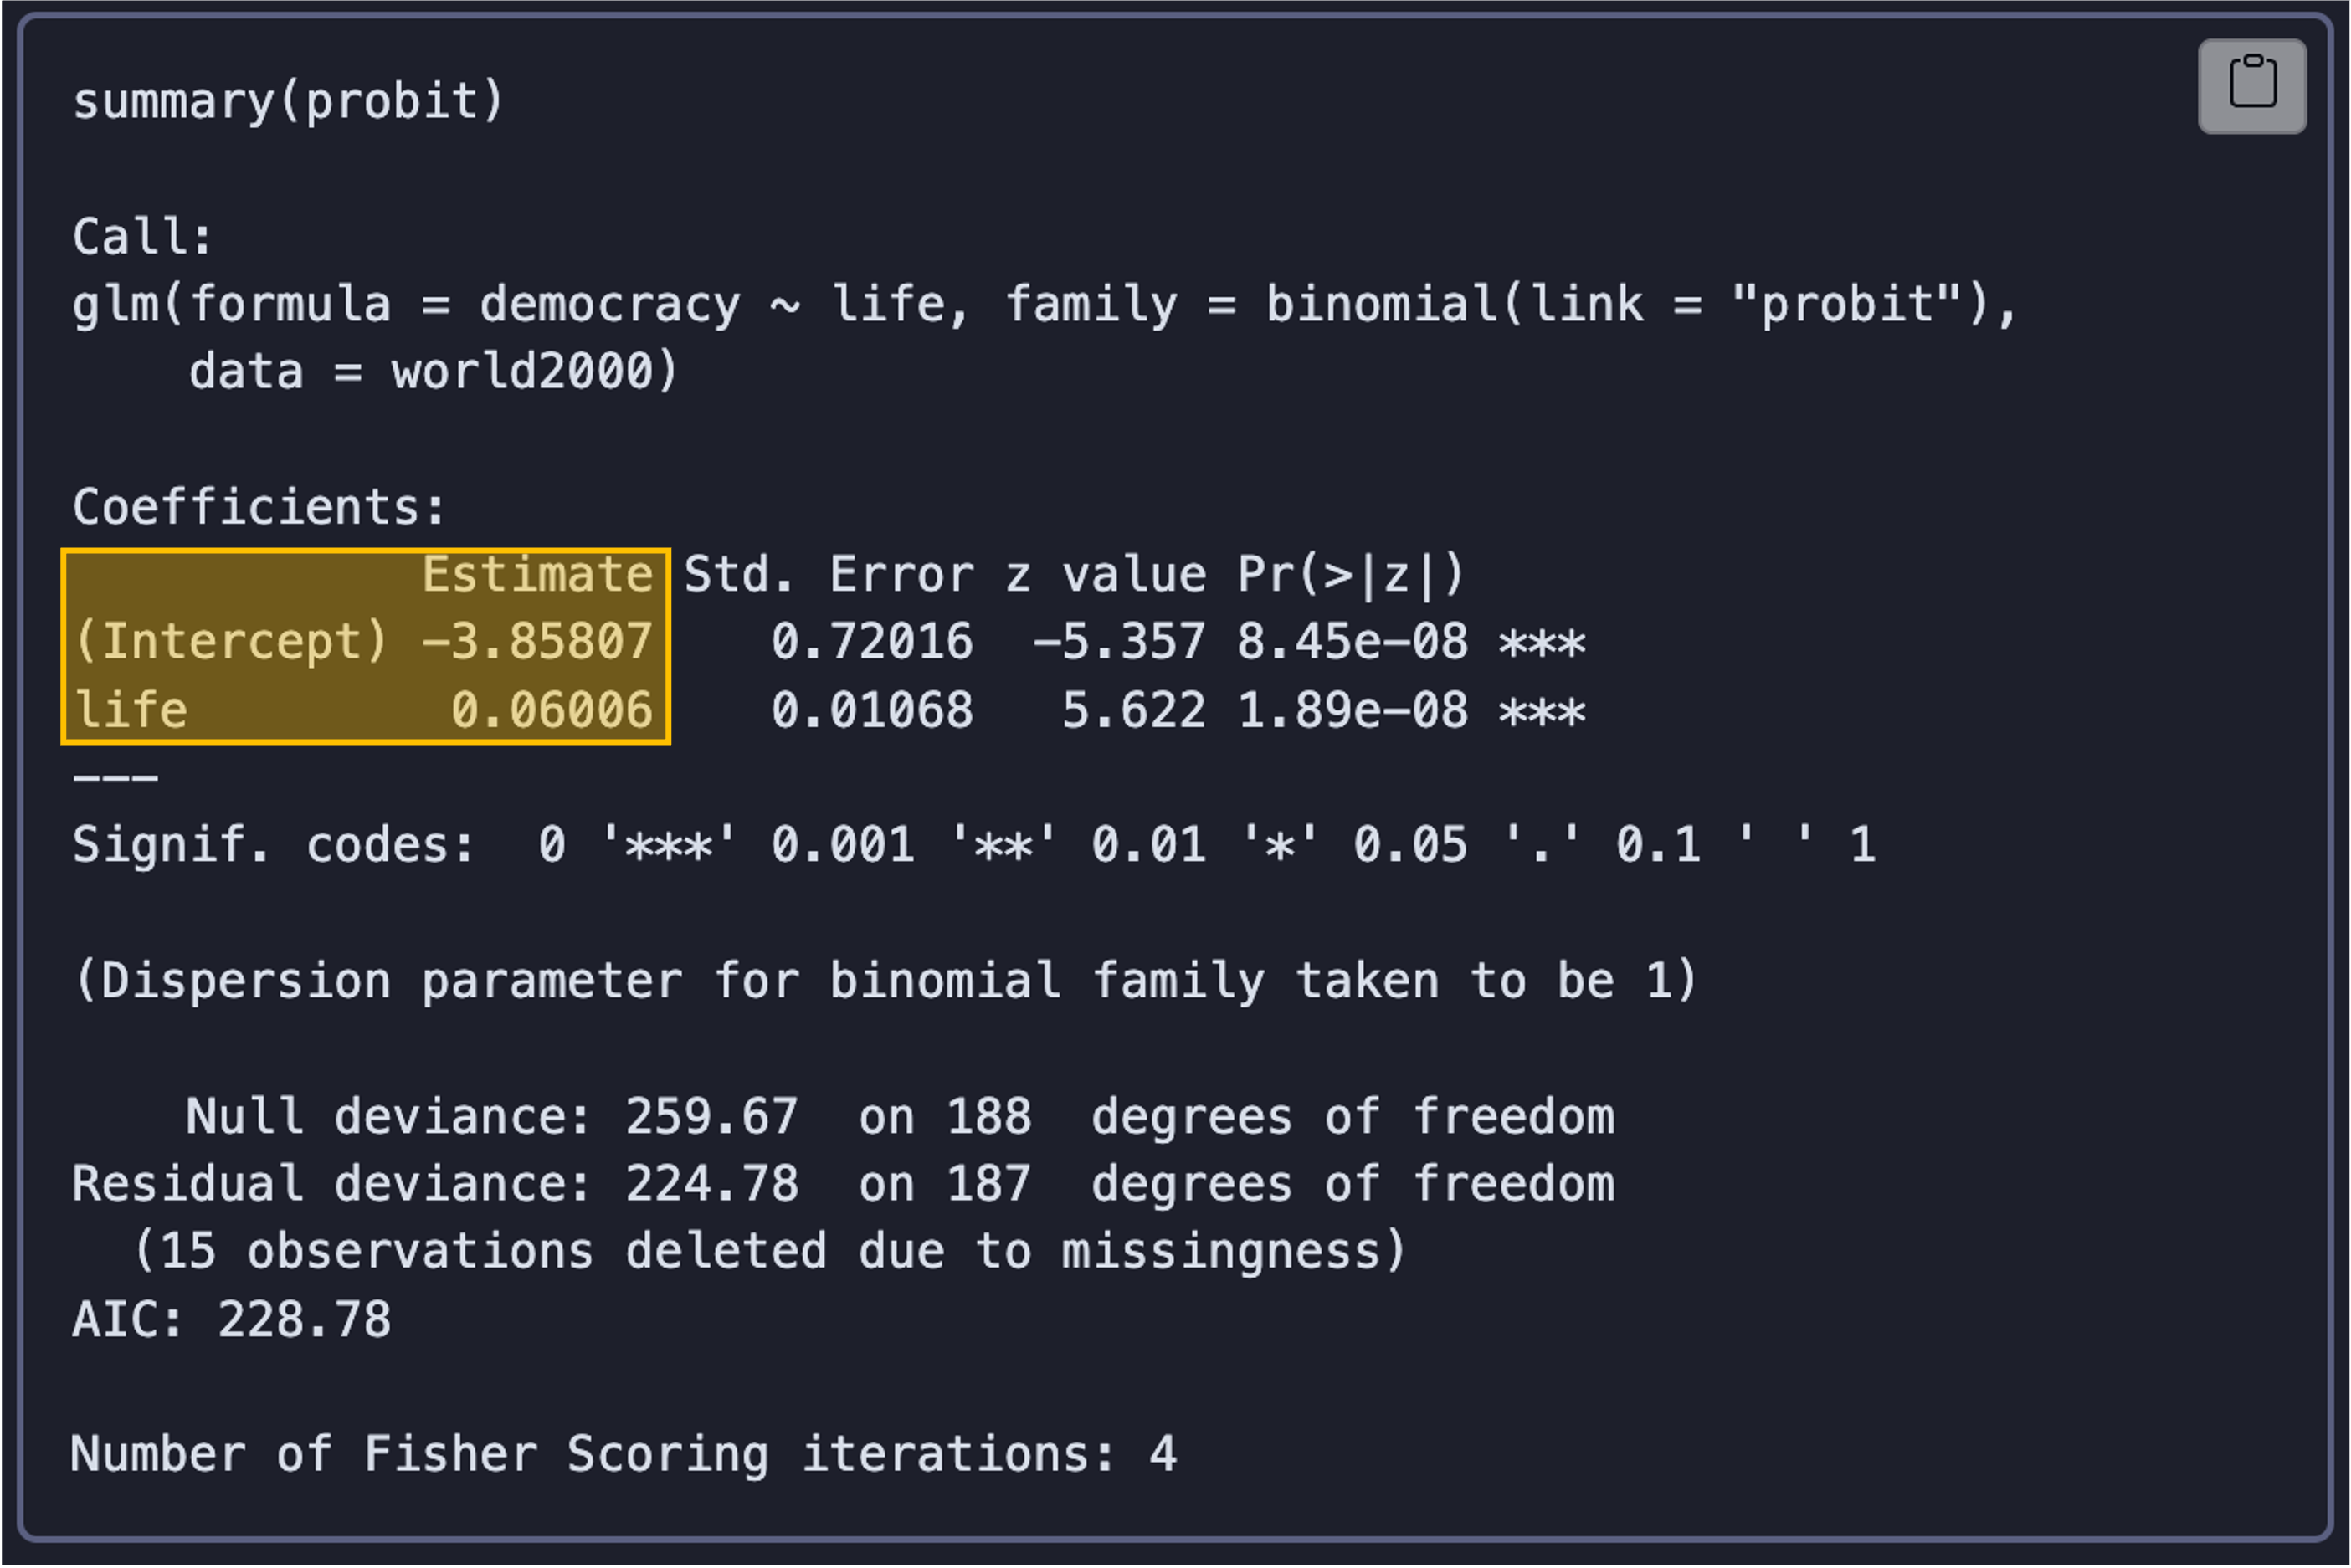 summary(probit)
Call:
glm(formula = democracy ~ life, family = binomial(link = "probit"),
    data = world2000)
Coefficients:
            Estimate Std. Error z value Pr(>|z|)
(Intercept) -3.85807    0.72016  -5.357 8.45e-08 ***
life         0.06006    0.01068   5.622 1.89e-08 ***
---
Signif. codes:  0 '***' 0.001 '**' 0.01 '*' 0.05 '.' 0.1 ' ' 1
(Dispersion parameter for binomial family taken to be 1)
    Null deviance: 259.67  on 188  degrees of freedom
Residual deviance: 224.78  on 187  degrees of freedom
  (15 observations deleted due to missingness)
AIC: 228.78
Number of Fisher Scoring iterations: 4